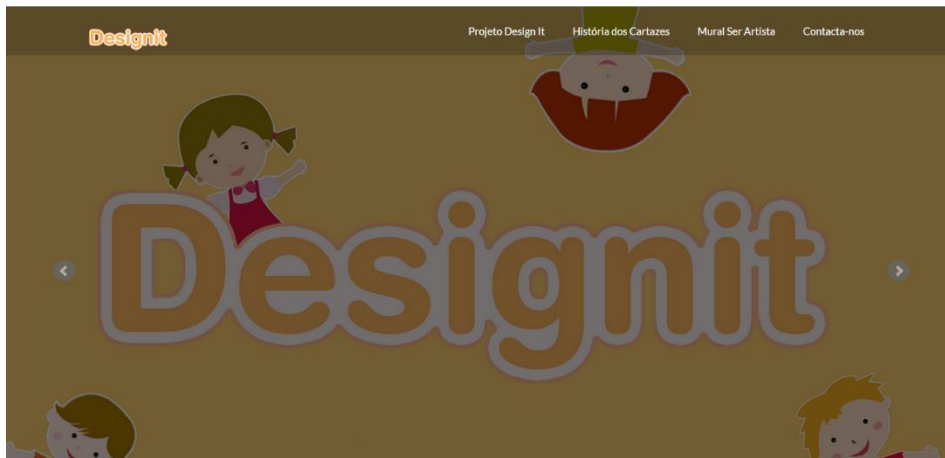 Designit
Projeto Design It História dos Cartazes Mural Ser Artista Contacta-nos
Designit